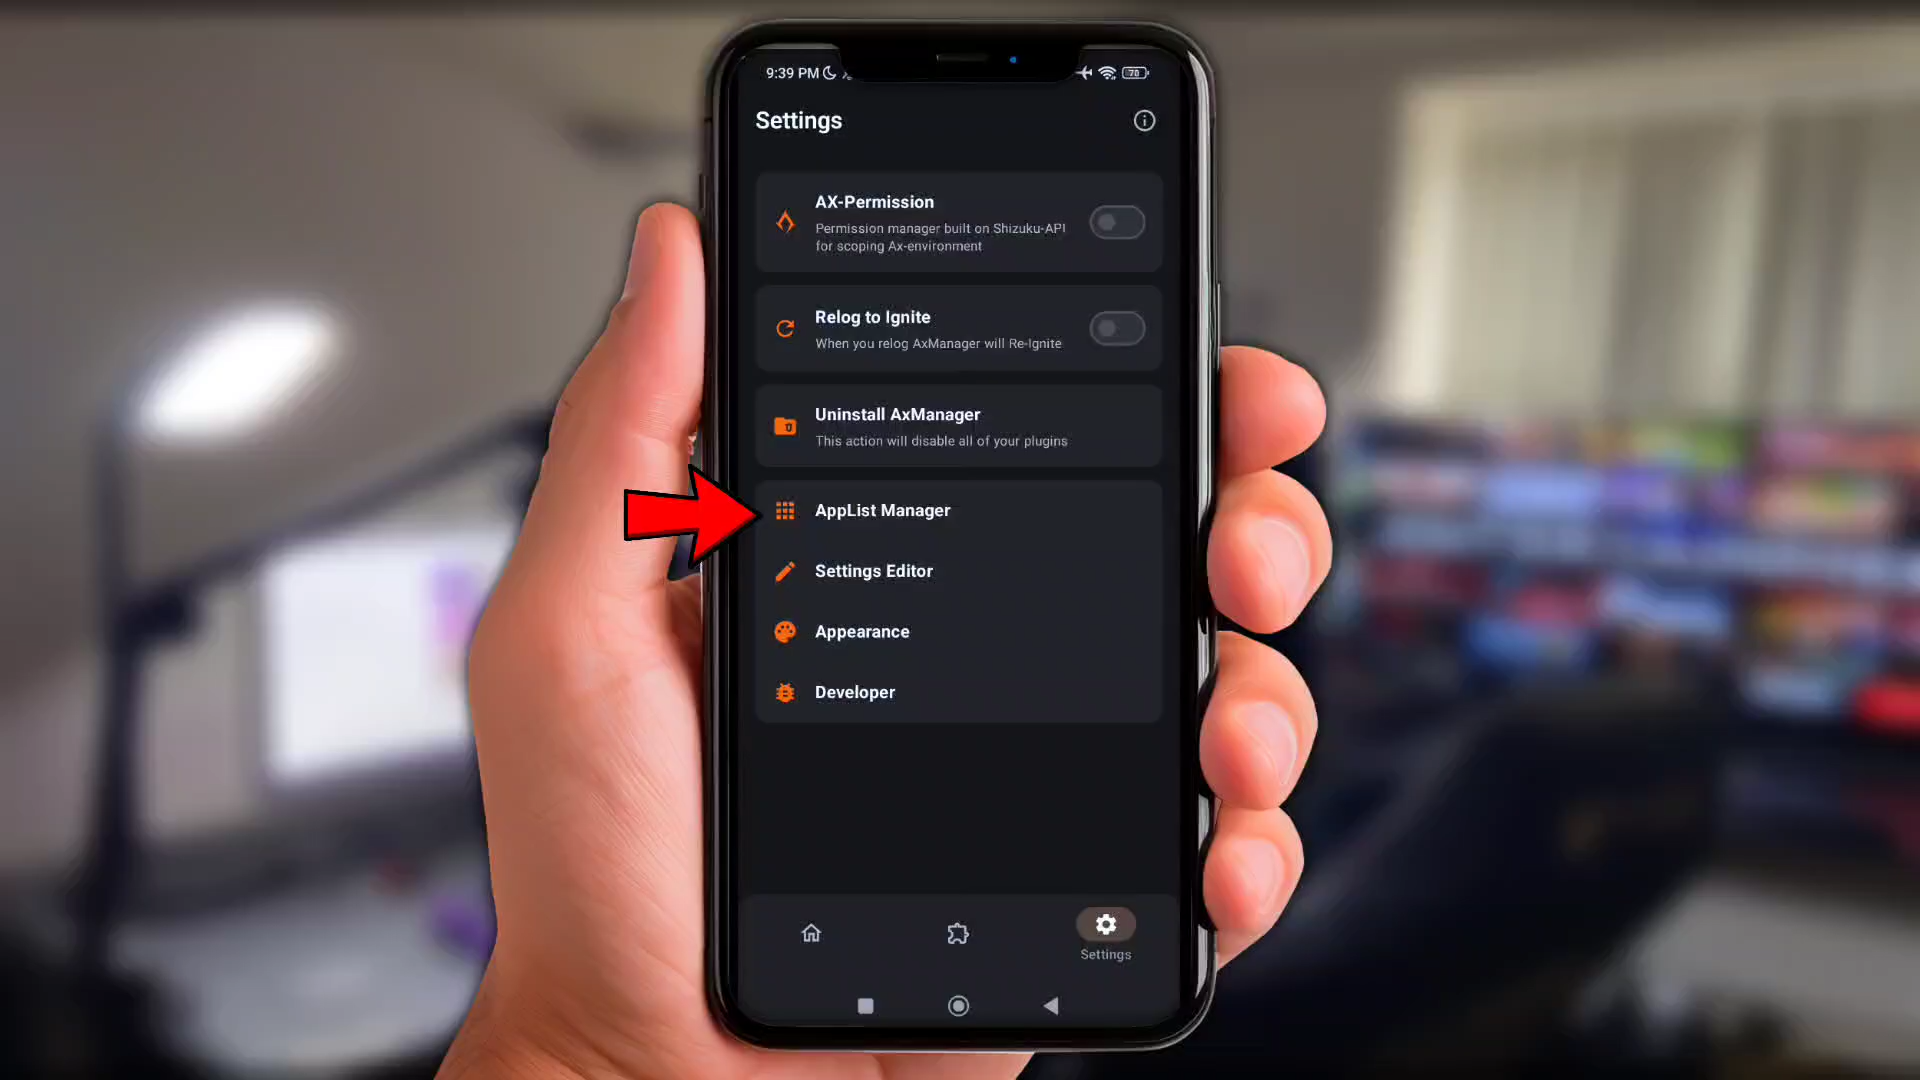 9:39 PM
70
Settings
AX-Permission
Permission manager built on Shizuku-API
for scoping Ax-environment
Relog to Ignite
When you relog AxManager will Re-Ignite
Uninstall AxManager
This action will disable all of your plugins
AppList Manager
Settings Editor
Appearance
Developer
Settings